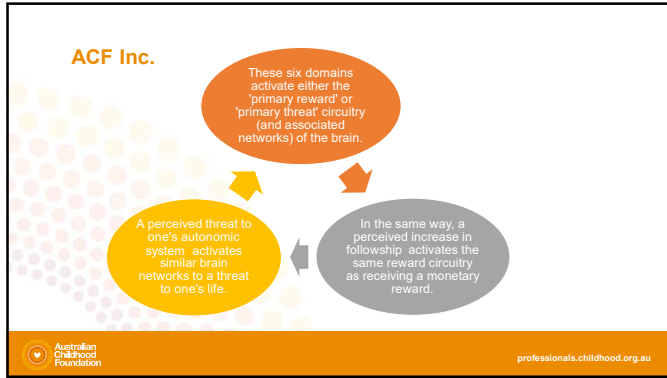 ACF Inc.
These six domains
activate either the
'primary reward' or
'primary threat' circuitry
(and associated
networks) of the brain.
A perceived threat to
one's autonomic
system  activates
similar brain
networks to a threat
to one's life.
In the same way, a
perceived increase in
followship  activates the
same reward circuitry
as receiving a monetary
reward.
Australian
Childhood
Foundation
professionals.childhood.org.au